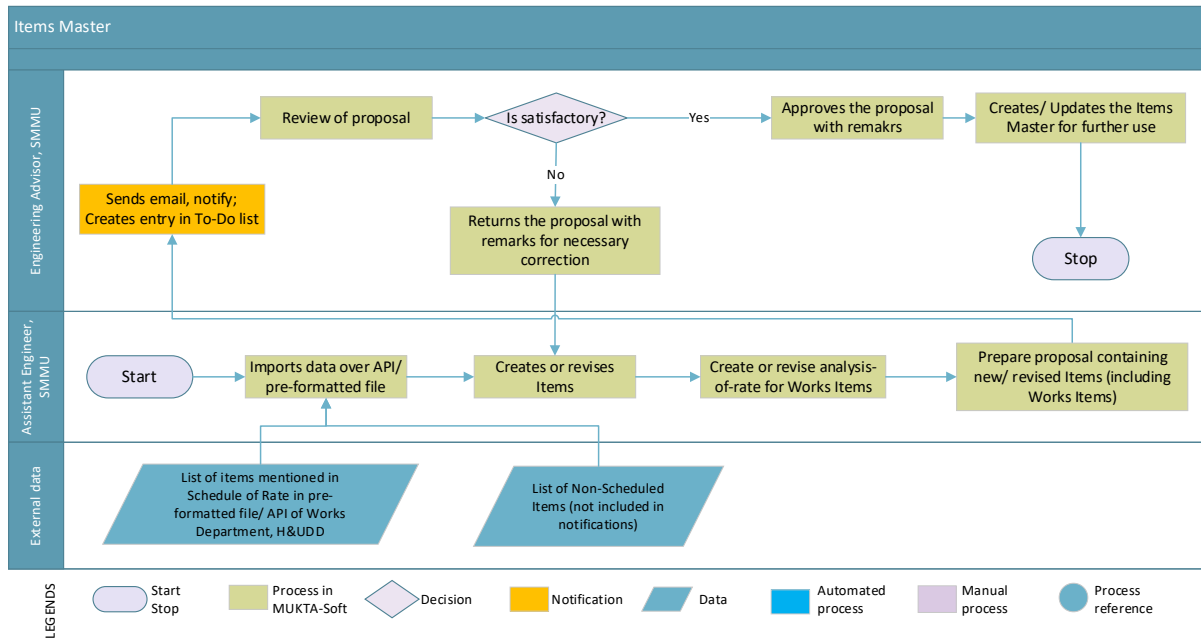 Items Master
Engineering Advisor, SMMU
Review of proposal
Is satisfactory?
Yes
Approves the proposal
with remakrs
Creates/ Updates the Items
Master for further use
Sends email, notify;
Creates entry in To-Do list
No
Returns the proposal with
remarks for necessary
correction
Stop
Assistant Engineer,
SMMU
Start
Imports data over API/
pre-formatted file
Creates or revises
Items
Create or revise analysis-
of-rate for Works Items
Prepare proposal containing
new/ revised Items (including
Works Items)
External data
List of items mentioned in
Schedule of Rate in pre-
formatted file/ API of Works
Department, H&UDD
List of Non-Scheduled
Items (not included in
notifications)
LEGENDS
Start
Stop
Process in
MUKTA-Soft
Decision
Notification
Data
Automated
process
Manual
process
Process
reference